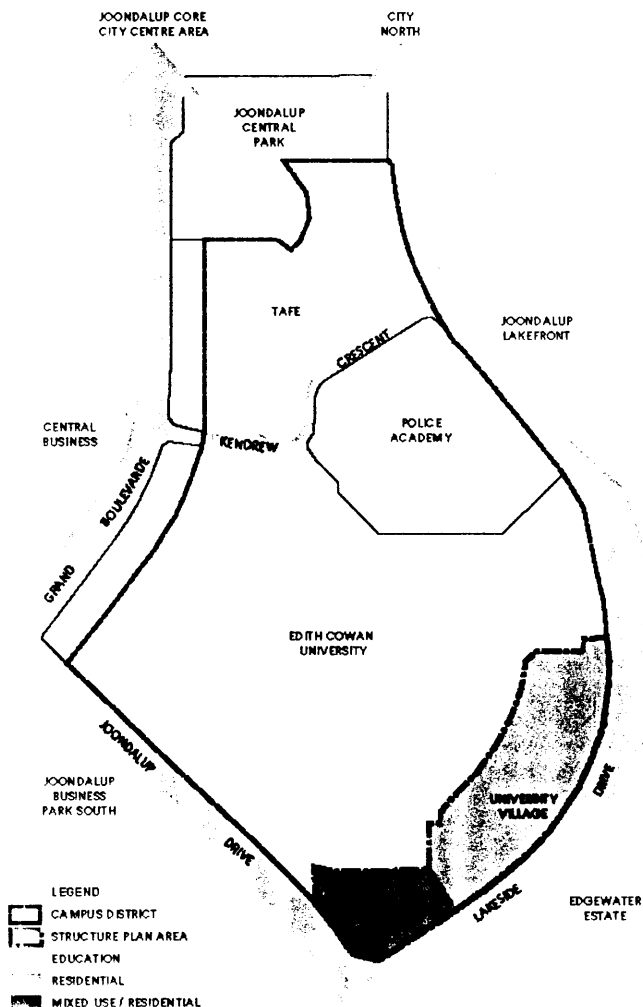 JOONDALUP CORE
CITY CENTRE AREA
CITY
NORTH
JOONDALUP
CENTRAL
PARK
TAFE
CRESCENT
JOONDALUP
LAKEFRONT
CENTRAL
BUSINESS
KENDREW
POLICE
ACADEMY
BOULEVARDE
GRAND
EDITH COWAN
UNIVERSITY
JOONDALUP
JOONDALUP
BUSINESS
PARK SOUTH
UNIVERSITY
VILLAGE
DRIVE
DRIVE
LAKESIDE
EDGEWATER
ESTATE
LEGEND
CAMPUS DISTRICT
STRUCTURE PLAN AREA
EDUCATION
RESIDENTIAL
MIXED USE / RESIDENTIAL